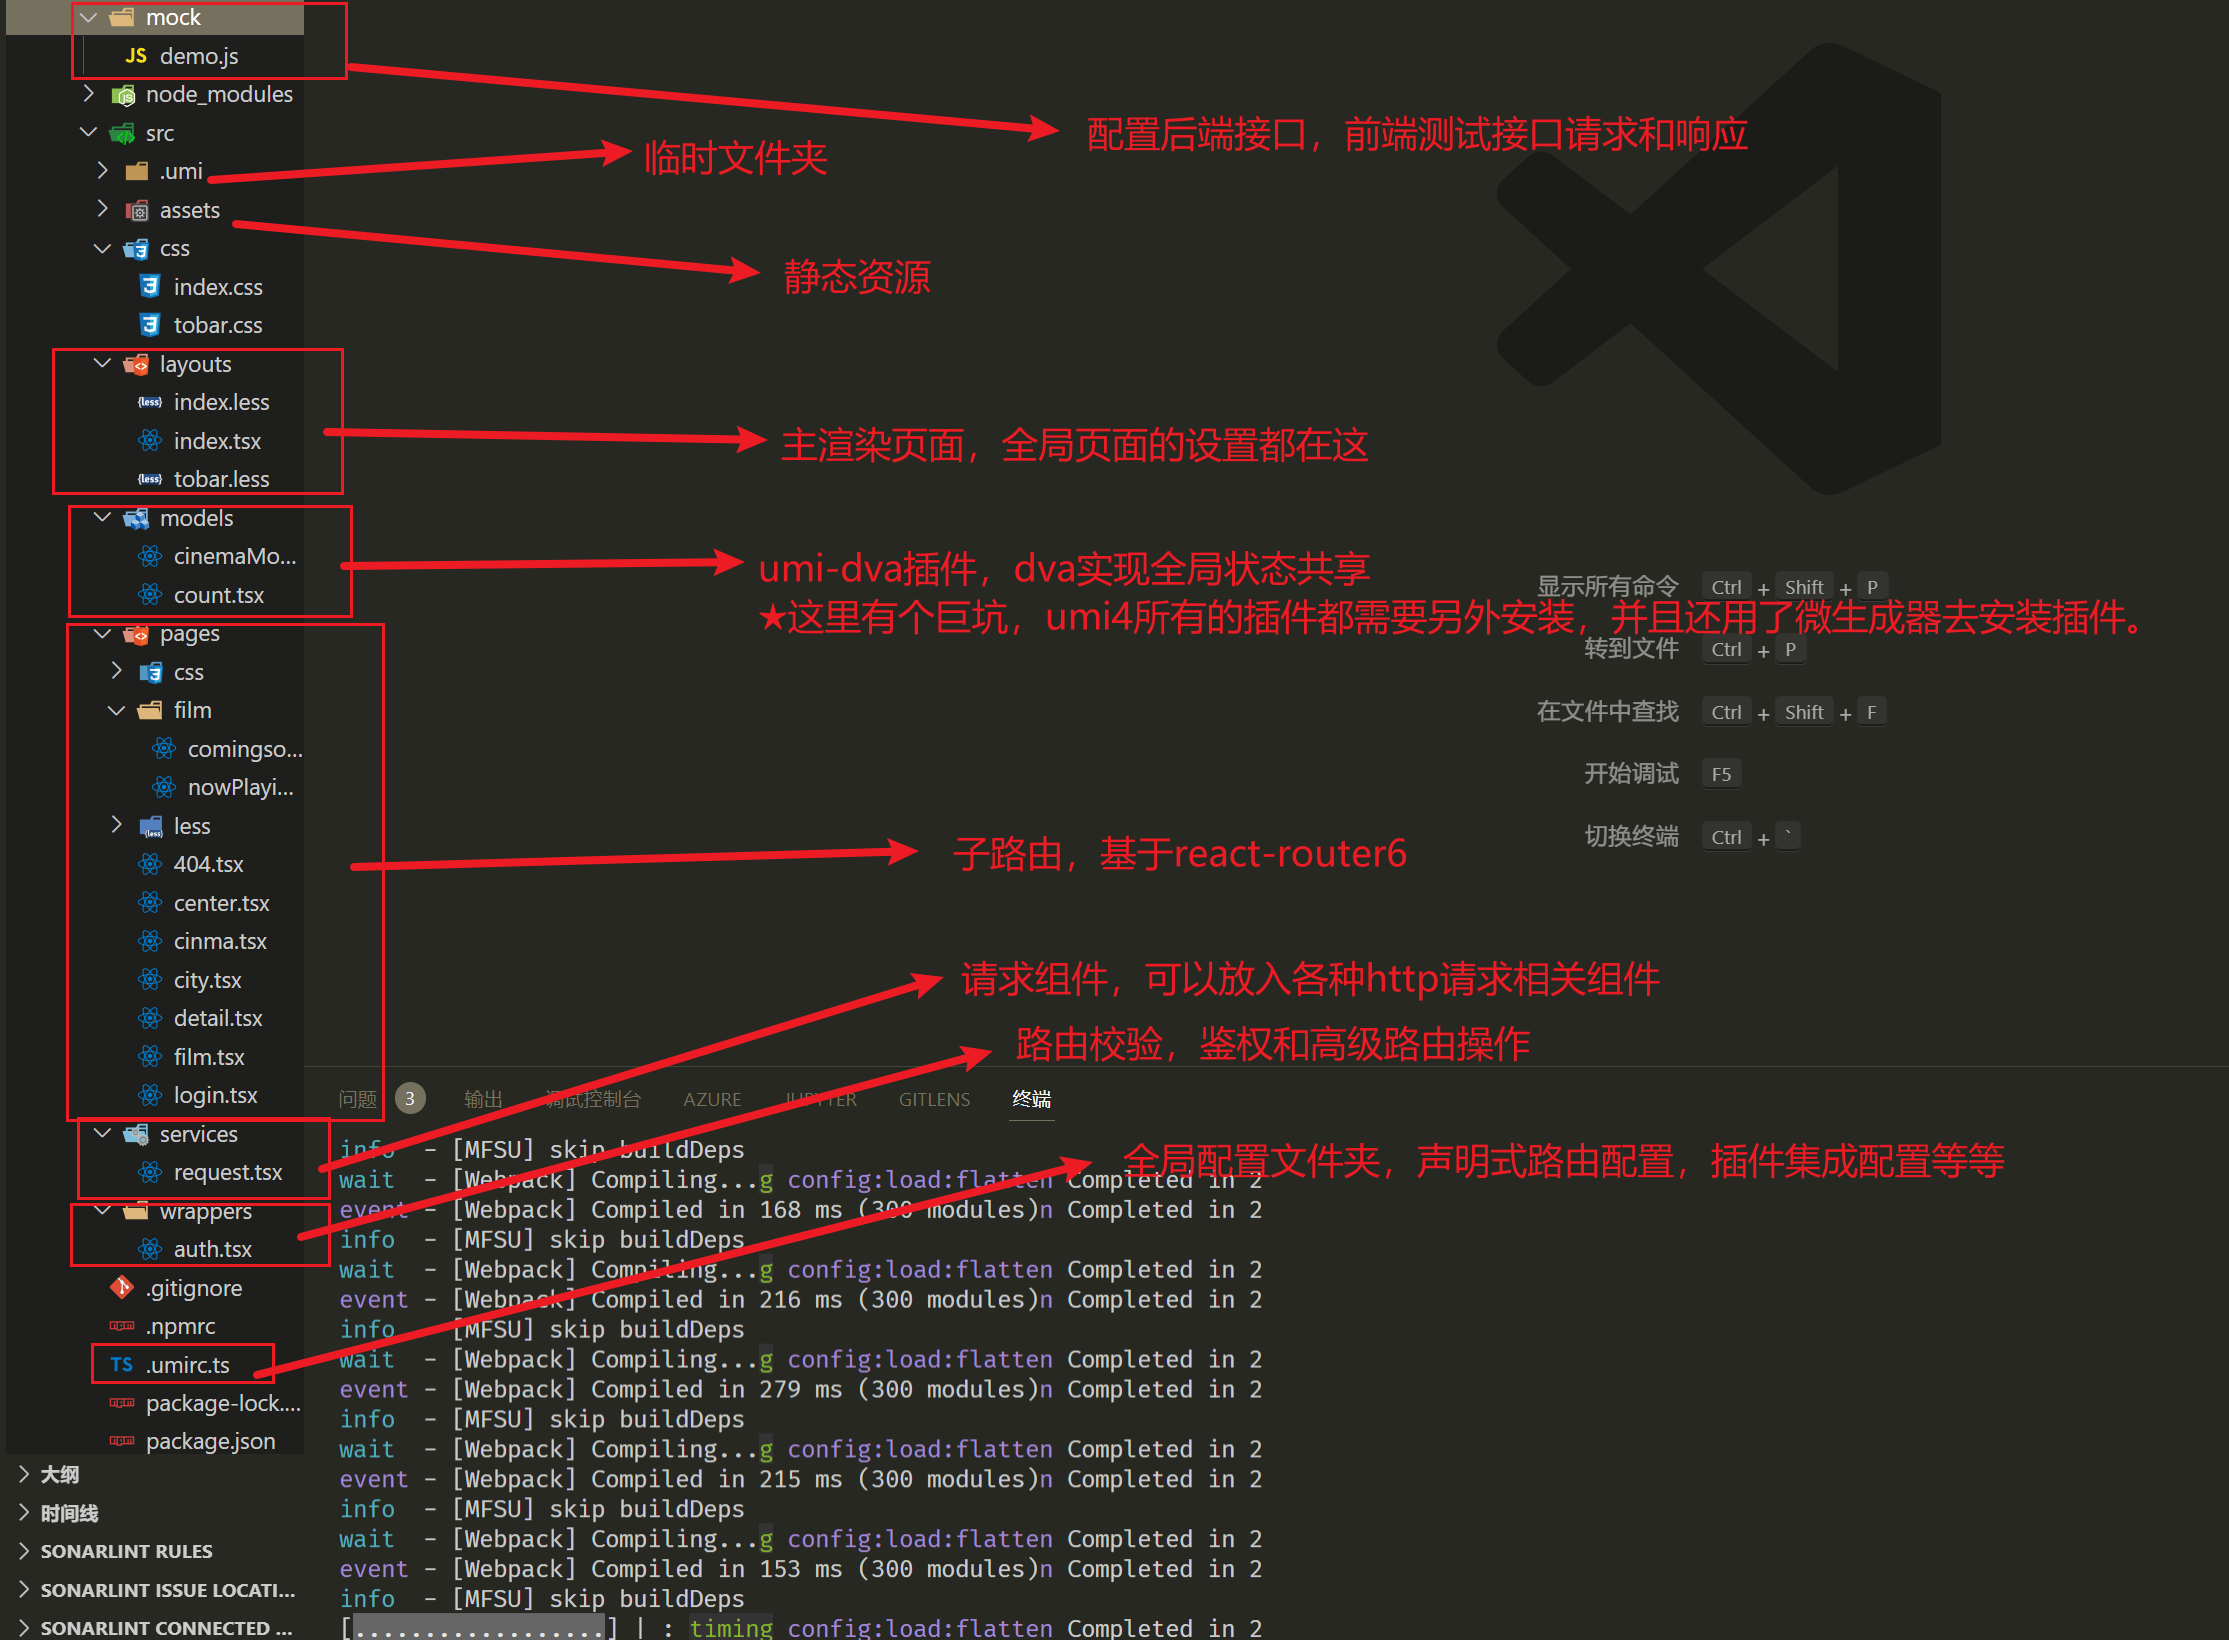 mock
demo.js
node_modules
src
.umi
assets
css
index.css
tobar.css
layouts
index.less
index.tsx
tobar.less
models
cinemaMo...
count.tsx
pages
css
film
comingso...
nowPlayi...
less
404.tsx
center.tsx
cinma.tsx
city.tsx
detail.tsx
film.tsx
login.tsx
services
request.tsx
wrappers
auth.tsx
.gitignore
.npmrc
TS .umirc.ts
package-lock....
package.json
大纲
时间线
SONARLINT RULES
SONARLINT ISSUE LOCATI...
SONARLINT CONNECTED ...
配置后端接口，前端测试接口请求和响应
临时文件夹
静态资源
主渲染页面，全局页面的设置都在这
umi-dva插件，dva实现全局状态共享
★这里有个巨坑，umi4所有的插件都需要另外安装，并且还用了微生成器去安装插件。
子路由，基于react-router6
请求组件，可以放入各种http请求相关组件
路由校验，鉴权和高级路由操作
全局配置文件夹，声明式路由配置，插件集成配置等等
显示所有命令 Ctrl + Shift + P
转到文件 Ctrl + P
在文件中查找 Ctrl + Shift + F
开始调试 F5
切换终端 Ctrl + `
问题 3 输出 调试控制台 AZURE JUPYTER GITLENS 终端
info - [MFSU] skip buildDeps
wait - [Webpack] Compiling...g config:load:flatten Completed in 2
event - [Webpack] Compiled in 168 ms (300 modules)n Completed in 2
info - [MFSU] skip buildDeps
wait - [Webpack] Compiling...g config:load:flatten Completed in 2
event - [Webpack] Compiled in 216 ms (300 modules)n Completed in 2
info - [MFSU] skip buildDeps
wait - [Webpack] Compiling...g config:load:flatten Completed in 2
event - [Webpack] Compiled in 279 ms (300 modules)n Completed in 2
info - [MFSU] skip buildDeps
wait - [Webpack] Compiling...g config:load:flatten Completed in 2
event - [Webpack] Compiled in 215 ms (300 modules)n Completed in 2
info - [MFSU] skip buildDeps
wait - [Webpack] Compiling...g config:load:flatten Completed in 2
event - [Webpack] Compiled in 153 ms (300 modules)n Completed in 2
info - [MFSU] skip buildDeps
[..................] | : timing config:load:flatten Completed in 2